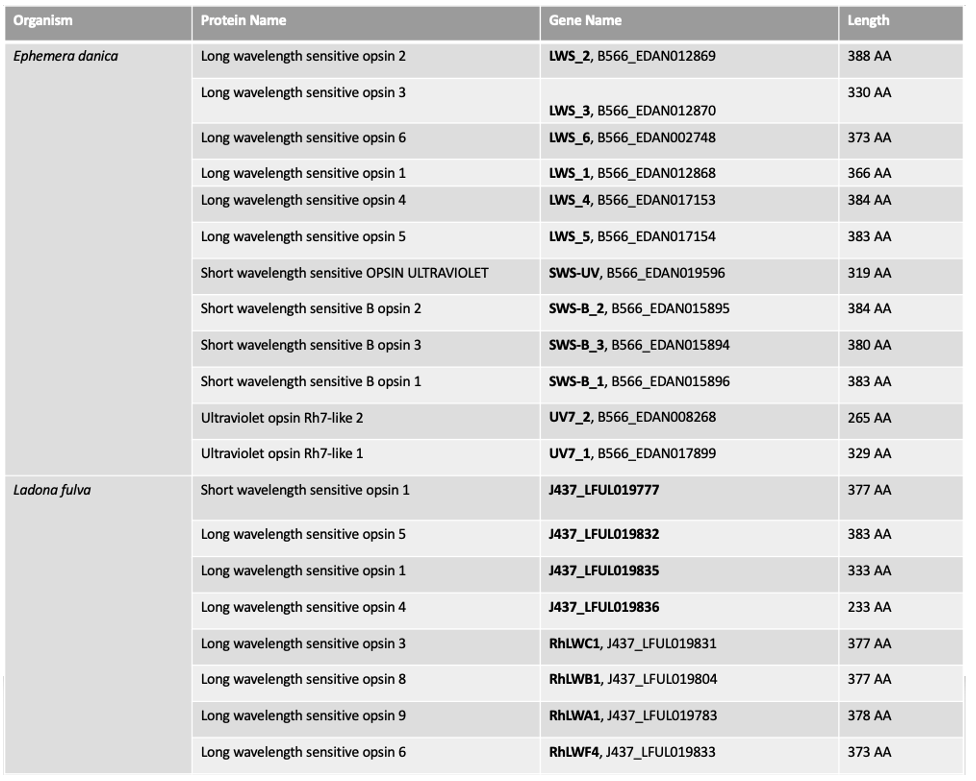 Organism Protein Name Gene Name Length
Ephemera danica Long wavelength sensitive opsin 2 LWS_2, B566_EDAN012869 388 AA
Long wavelength sensitive opsin 3 LWS_3, B566_EDAN012870 330 AA
Long wavelength sensitive opsin 6 LWS_6, B566_EDAN002748 373 AA
Long wavelength sensitive opsin 1 LWS_1, B566_EDAN012868 366 AA
Long wavelength sensitive opsin 4 LWS_4, B566_EDAN017153 384 AA
Long wavelength sensitive opsin 5 LWS_5, B566_EDAN017154 383 AA
Short wavelength sensitive OPSIN ULTRAVIOLET SWS-UV, B566_EDAN019596 319 AA
Short wavelength sensitive B opsin 2 SWS-B_2, B566_EDAN015895 384 AA
Short wavelength sensitive B opsin 3 SWS-B_3, B566_EDAN015894 380 AA
Short wavelength sensitive B opsin 1 SWS-B_1, B566_EDAN015896 383 AA
Ultraviolet opsin Rh7-like 2 UV7_2, B566_EDAN008268 265 AA
Ultraviolet opsin Rh7-like 1 UV7_1, B566_EDAN017899 329 AA
Ladona fulva Short wavelength sensitive opsin 1 J437_LFUL019777 377 AA
Long wavelength sensitive opsin 5 J437_LFUL019832 383 AA
Long wavelength sensitive opsin 1 J437_LFUL019835 333 AA
Long wavelength sensitive opsin 4 J437_LFUL019836 233 AA
Long wavelength sensitive opsin 3 RhLWC1, J437_LFUL019831 377 AA
Long wavelength sensitive opsin 8 RhLWB1, J437_LFUL019804 377 AA
Long wavelength sensitive opsin 9 RhLWA1, J437_LFUL019783 378 AA
Long wavelength sensitive opsin 6 RhLWF4, J437_LFUL019833 373 AA